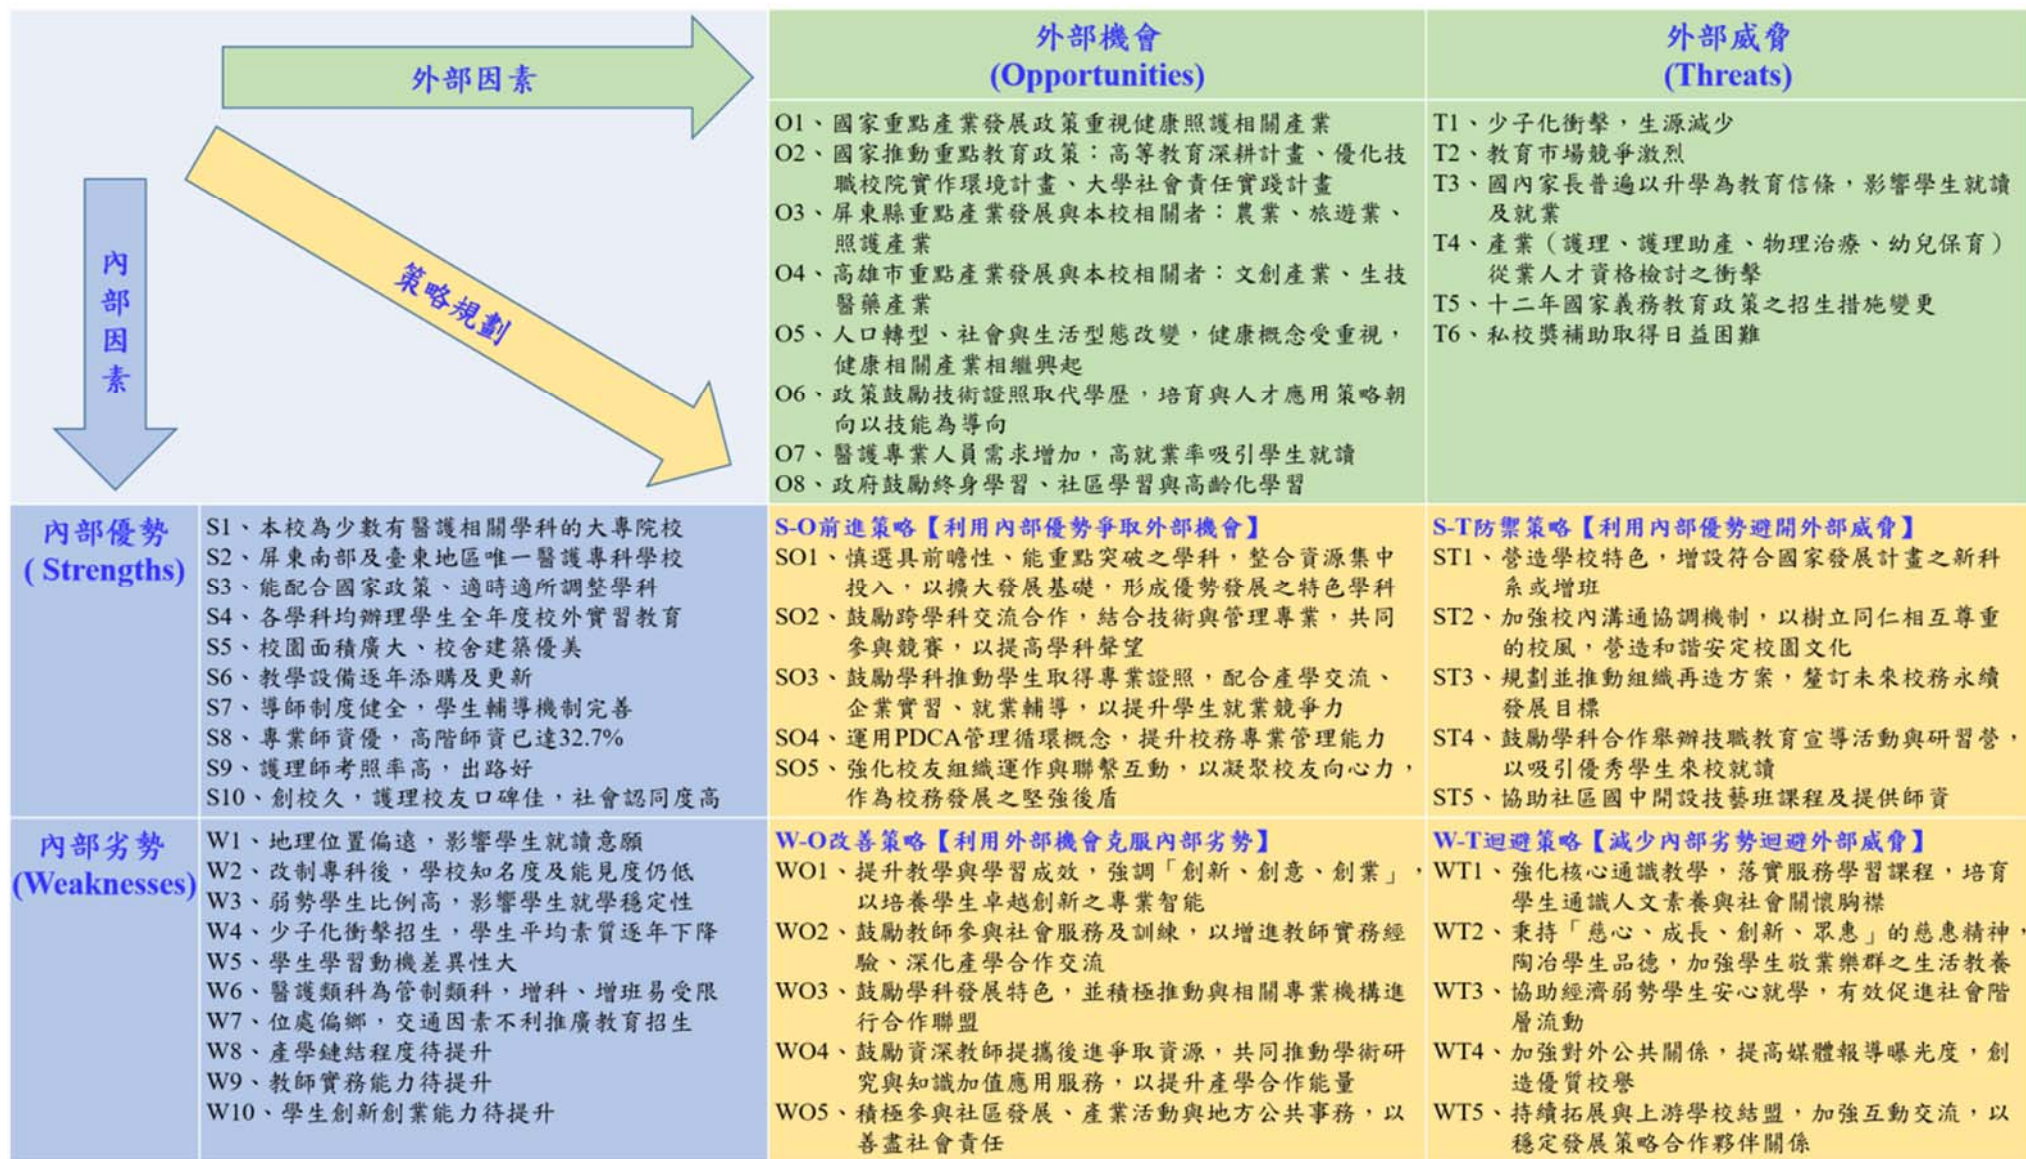 外部因素
內
部
因
素
策略規劃
外部機會
(Opportunities)
外部威脅
(Threats)
O1、國家重點產業發展政策重視健康照護相關產業
O2、國家推動重點教育政策：高等教育深耕計畫、優化技
職校院實作環境計畫、大學社會責任實踐計畫
O3、屏東縣重點產業發展與本校相關者：農業、旅遊業、
照護產業
O4、高雄市重點產業發展與本校相關者：文創產業、生技
醫藥產業
O5、人口轉型、社會與生活型態改變，健康概念受重視，
健康相關產業相繼興起
O6、政策鼓勵技術證照取代學歷，培育與人才應用策略朝
向以技能為導向
O7、醫護專業人員需求增加，高就業率吸引學生就讀
O8、政府鼓勵終身學習、社區學習與高齡化學習
T1、少子化衝擊，生源減少
T2、教育市場競爭激烈
T3、國內家長普遍以升學為教育信條，影響學生就讀
及就業
T4、產業（護理、護理助產、物理治療、幼兒保育）
從業人才資格檢討之衝擊
T5、十二年國家義務教育政策之招生措施變更
T6、私校獎補助取得日益困難
內部優勢
( Strengths)
S1、本校為少數有醫護相關學科的大專院校
S2、屏東南部及臺東地區唯一醫護專科學校
S3、能配合國家政策、適時適所調整學科
S4、各學科均辦理學生全年度校外實習教育
S5、校園面積廣大、校舍建築優美
S6、教學設備逐年添購及更新
S7、導師制度健全，學生輔導機制完善
S8、專業師資優，高階師資已達32.7%
S9、護理師考照率高，出路好
S10、創校久，護理校友口碑佳，社會認同度高
S-O前進策略【利用內部優勢爭取外部機會】
SO1、慎選具前瞻性、能重點突破之學科，整合資源集中
投入，以擴大發展基礎，形成優勢發展之特色學科
SO2、鼓勵跨學科交流合作，結合技術與管理專業，共同
參與競賽，以提高學科聲望
SO3、鼓勵學科推動學生取得專業證照，配合產學交流、
企業實習、就業輔導，以提升學生就業競爭力
SO4、運用PDCA管理循環概念，提升校務專業管理能力
SO5、強化校友組織運作與聯繫互動，以凝聚校友向心力，
作為校務發展之堅強後盾
S-T防禦策略【利用內部優勢避開外部威脅】
ST1、營造學校特色，增設符合國家發展計畫之新科
系或增班
ST2、加強校內溝通協調機制，以樹立同仁相互尊重
的校風，營造和諧安定校園文化
ST3、規劃並推動組織再造方案，釐訂未來校務永續
發展目標
ST4、鼓勵學科合作舉辦技職教育宣導活動與研習營，
以吸引優秀學生來校就讀
ST5、協助社區國中開設技藝班課程及提供師資
內部劣勢
(Weaknesses)
W1、地理位置偏遠，影響學生就讀意願
W2、改制專科後，學校知名度及能見度仍低
W3、弱勢學生比例高，影響學生就學穩定性
W4、少子化衝擊招生，學生平均素質逐年下降
W5、學生學習動機差異性大
W6、醫護類科為管制類科，增科、增班易受限
W7、位處偏鄉，交通因素不利推廣教育招生
W8、產學鏈結程度待提升
W9、教師實務能力待提升
W10、學生創新創業能力待提升
W-O改善策略【利用外部機會克服內部劣勢】
WO1、提升教學與學習成效，強調「創新、創意、創業」，
以培養學生卓越創新之專業智能
WO2、鼓勵教師參與社會服務及訓練，以增進教師實務經
驗、深化產學合作交流
WO3、鼓勵學科發展特色，並積極推動與相關專業機構進
行合作聯盟
WO4、鼓勵資深教師提攜後進爭取資源，共同推動學術研
究與知識加值應用服務，以提升產學合作能量
WO5、積極參與社區發展、產業活動與地方公共事務，以
善盡社會責任
W-T迴避策略【減少內部劣勢迴避外部威脅】
WT1、強化核心通識教學，落實服務學習課程，培育
學生通識人文素養與社會關懷胸襟
WT2、秉持「慈心、成長、創新、眾惠」的慈惠精神，
陶冶學生品德，加強學生敬業樂群之生活教養
WT3、協助經濟弱勢學生安心就學，有效促進社會階
層流動
WT4、加強對外公共關係，提高媒體報導曝光度，創
造優質校譽
WT5、持續拓展與上游學校結盟，加強互動交流，以
穩定發展策略合作夥伴關係